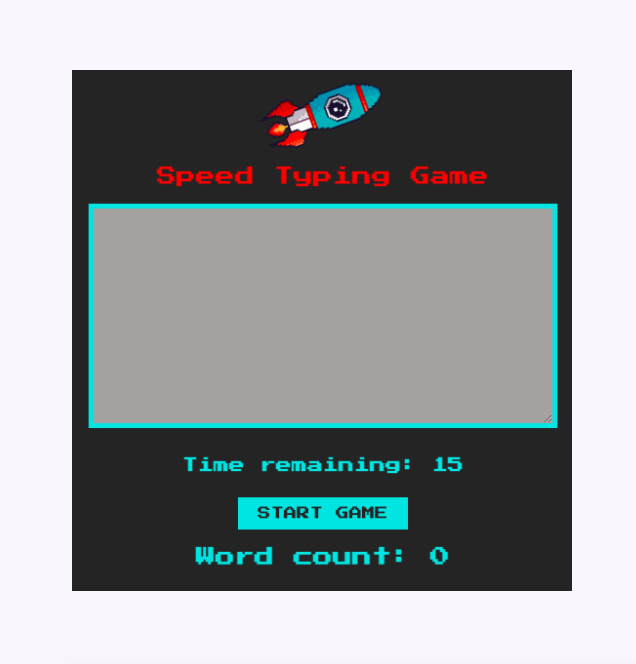 Speed Typing Game
Time remaining: 15
START GAME
Word count: 0